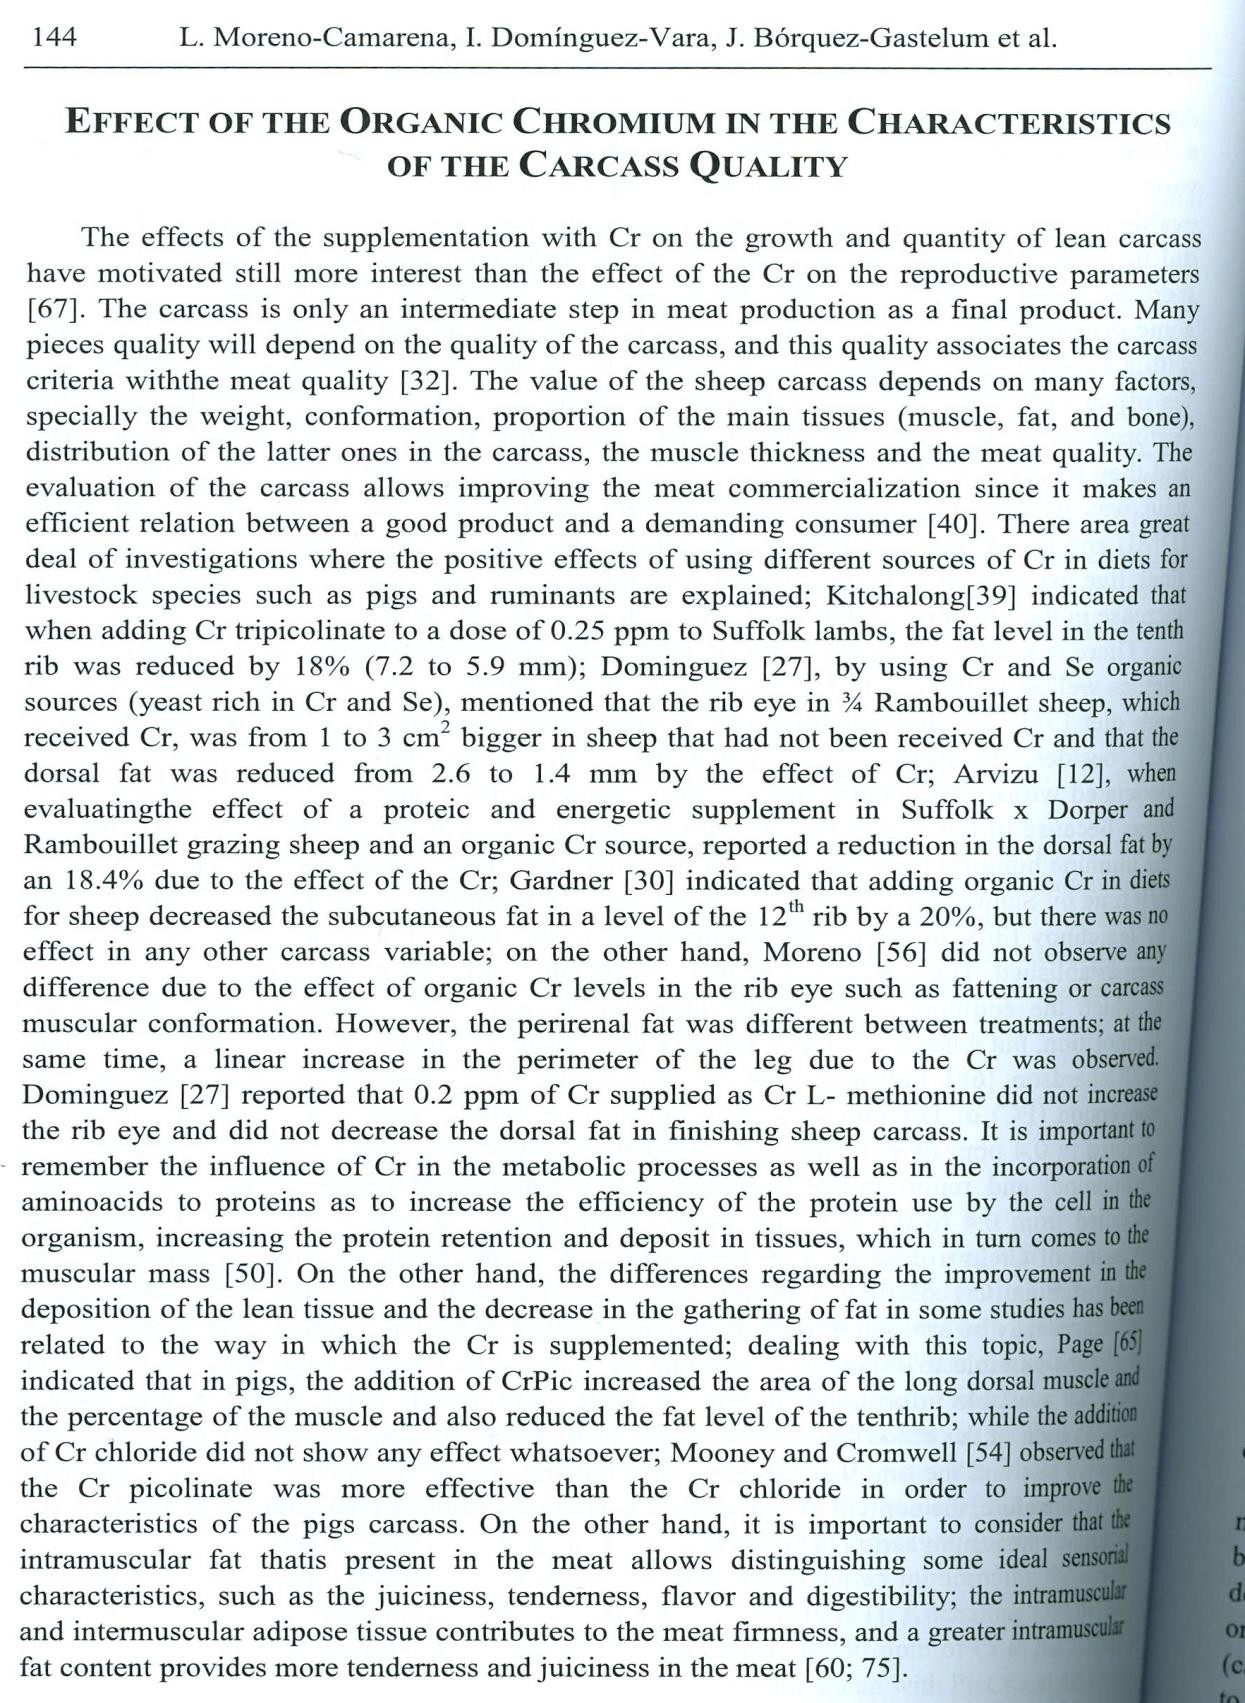 144 L. Moreno-Camarena, I. Domínguez-Vara, J. Bórquez-Gastelum et al.
EFFECT OF THE ORGANIC CHROMIUM IN THE CHARACTERISTICS
OF THE CARCASS QUALITY
The effects of the supplementation with Cr on the growth and quantity of lean carcass
have motivated still more interest than the effect of the Cr on the reproductive parameters
[67]. The carcass is only an intermediate step in meat production as a final product. Many
pieces quality will depend on the quality of the carcass, and this quality associates the carcass
criteria withthe meat quality [32]. The value of the sheep carcass depends on many factors,
specially the weight, conformation, proportion of the main tissues (muscle, fat, and bone),
distribution of the latter ones in the carcass, the muscle thickness and the meat quality. The
evaluation of the carcass allows improving the meat commercialization since it makes an
efficient relation between a good product and a demanding consumer [40]. There area great
deal of investigations where the positive effects of using different sources of Cr in diets for
livestock species such as pigs and ruminants are explained; Kitchalong[39] indicated that
when adding Cr tripicolinate to a dose of 0.25 ppm to Suffolk lambs, the fat level in the tenth
rib was reduced by 18% (7.2 to 5.9 mm); Dominguez [27], by using Cr and Se organic
sources (yeast rich in Cr and Se), mentioned that the rib eye in ¾ Rambouillet sheep, which
received Cr, was from 1 to 3 cm² bigger in sheep that had not been received Cr and that the
dorsal fat was reduced from 2.6 to 1.4 mm by the effect of Cr; Arvizu [12], when
evaluatingthe effect of a proteic and energetic supplement in Suffolk x Dorper and
Rambouillet grazing sheep and an organic Cr source, reported a reduction in the dorsal fat by
an 18.4% due to the effect of the Cr; Gardner [30] indicated that adding organic Cr in diets
for sheep decreased the subcutaneous fat in a level of the 12th rib by a 20%, but there was no
effect in any other carcass variable; on the other hand, Moreno [56] did not observe any
difference due to the effect of organic Cr levels in the rib eye such as fattening or carcass
muscular conformation. However, the perirenal fat was different between treatments; at the
same time, a linear increase in the perimeter of the leg due to the Cr was observed.
Dominguez [27] reported that 0.2 ppm of Cr supplied as Cr L- methionine did not increase
the rib eye and did not decrease the dorsal fat in finishing sheep carcass. It is important to
remember the influence of Cr in the metabolic processes as well as in the incorporation of
aminoacids to proteins as to increase the efficiency of the protein use by the cell in the
organism, increasing the protein retention and deposit in tissues, which in turn comes to the
muscular mass [50]. On the other hand, the differences regarding the improvement in the
deposition of the lean tissue and the decrease in the gathering of fat in some studies has been
related to the way in which the Cr is supplemented; dealing with this topic, Page [65]
indicated that in pigs, the addition of CrPic increased the area of the long dorsal muscle and
the percentage of the muscle and also reduced the fat level of the tenthrib; while the addition
of Cr chloride did not show any effect whatsoever; Mooney and Cromwell [54] observed that
the Cr picolinate was more effective than the Cr chloride in order to improve the
characteristics of the pigs carcass. On the other hand, it is important to consider that the
intramuscular fat thatis present in the meat allows distinguishing some ideal sensorial
characteristics, such as the juiciness, tenderness, flavor and digestibility; the intramuscular
and intermuscular adipose tissue contributes to the meat firmness, and a greater intramuscular
fat content provides more tenderness and juiciness in the meat [60; 75].